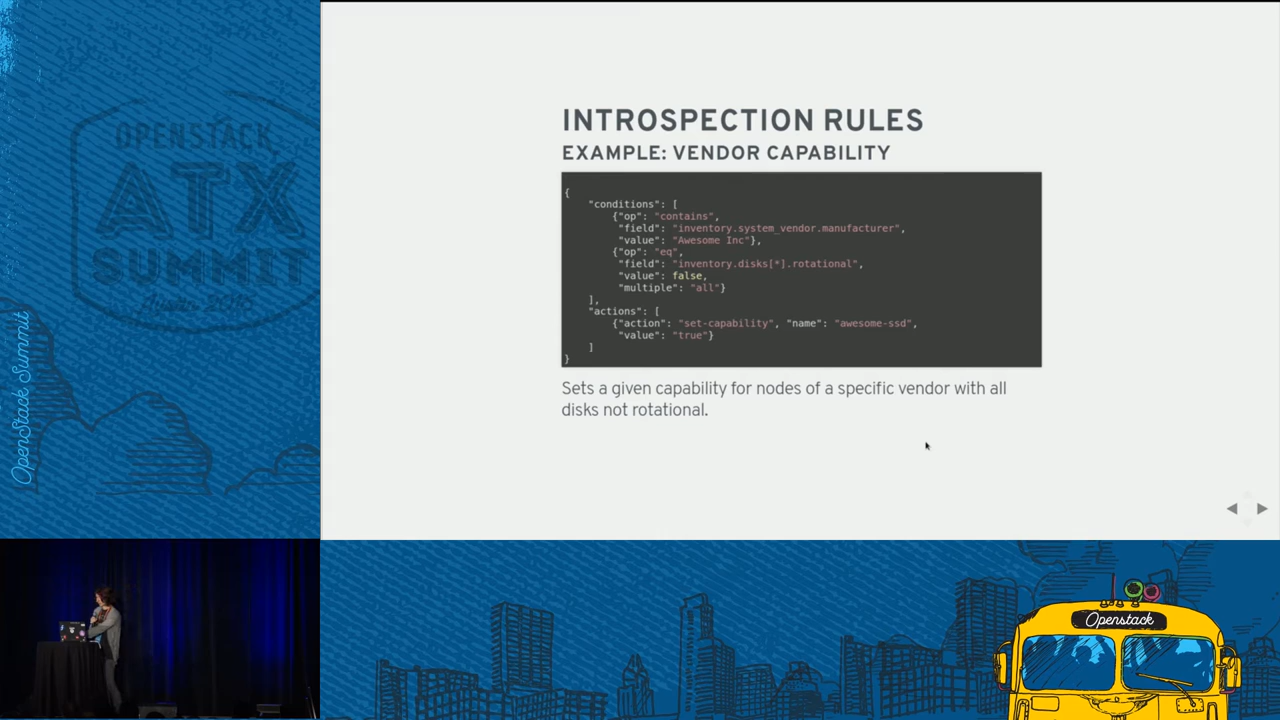 OPENSTACK
ATX
SUMMIT
Austin 2016
OpenStack Summit
INTROSPECTION RULES
EXAMPLE: VENDOR CAPABILITY
{
    "conditions": [
        {"op": "contains",
         "field": "inventory.system_vendor.manufacturer",
         "value": "Awesome Inc"},
        {"op": "eq",
         "field": "inventory.disks[*].rotational",
         "value": false,
         "multiple": "all"}
    ],
    "actions": [
        {"action": "set-capability", "name": "awesome-ssd",
         "value": "true"}
    ]
}
Sets a given capability for nodes of a specific vendor with all
disks not rotational.
Openstack